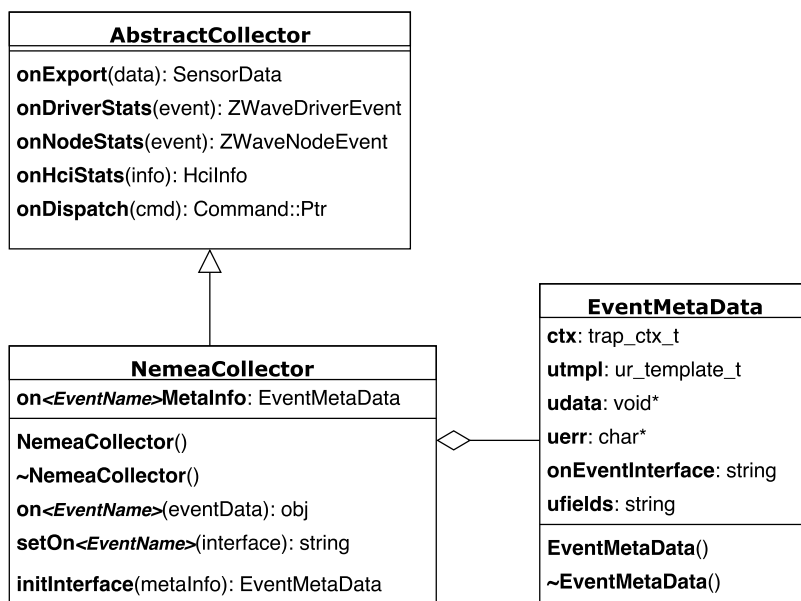 AbstractCollector
onExport(data): SensorData
onDriverStats(event): ZWaveDriverEvent
onNodeStats(event): ZWaveNodeEvent
onHciStats(info): HciInfo
onDispatch(cmd): Command::Ptr
NemeaCollector
on<EventName>MetaInfo: EventMetaData
NemeaCollector()
~NemeaCollector()
on<EventName>(eventData): obj
setOn<EventName>(interface): string
initInterface(metaInfo): EventMetaData
EventMetaData
ctx: trap_ctx_t
utmpl: ur_template_t
udata: void*
uerr: char*
onEventInterface: string
ufields: string
EventMetaData()
~EventMetaData()